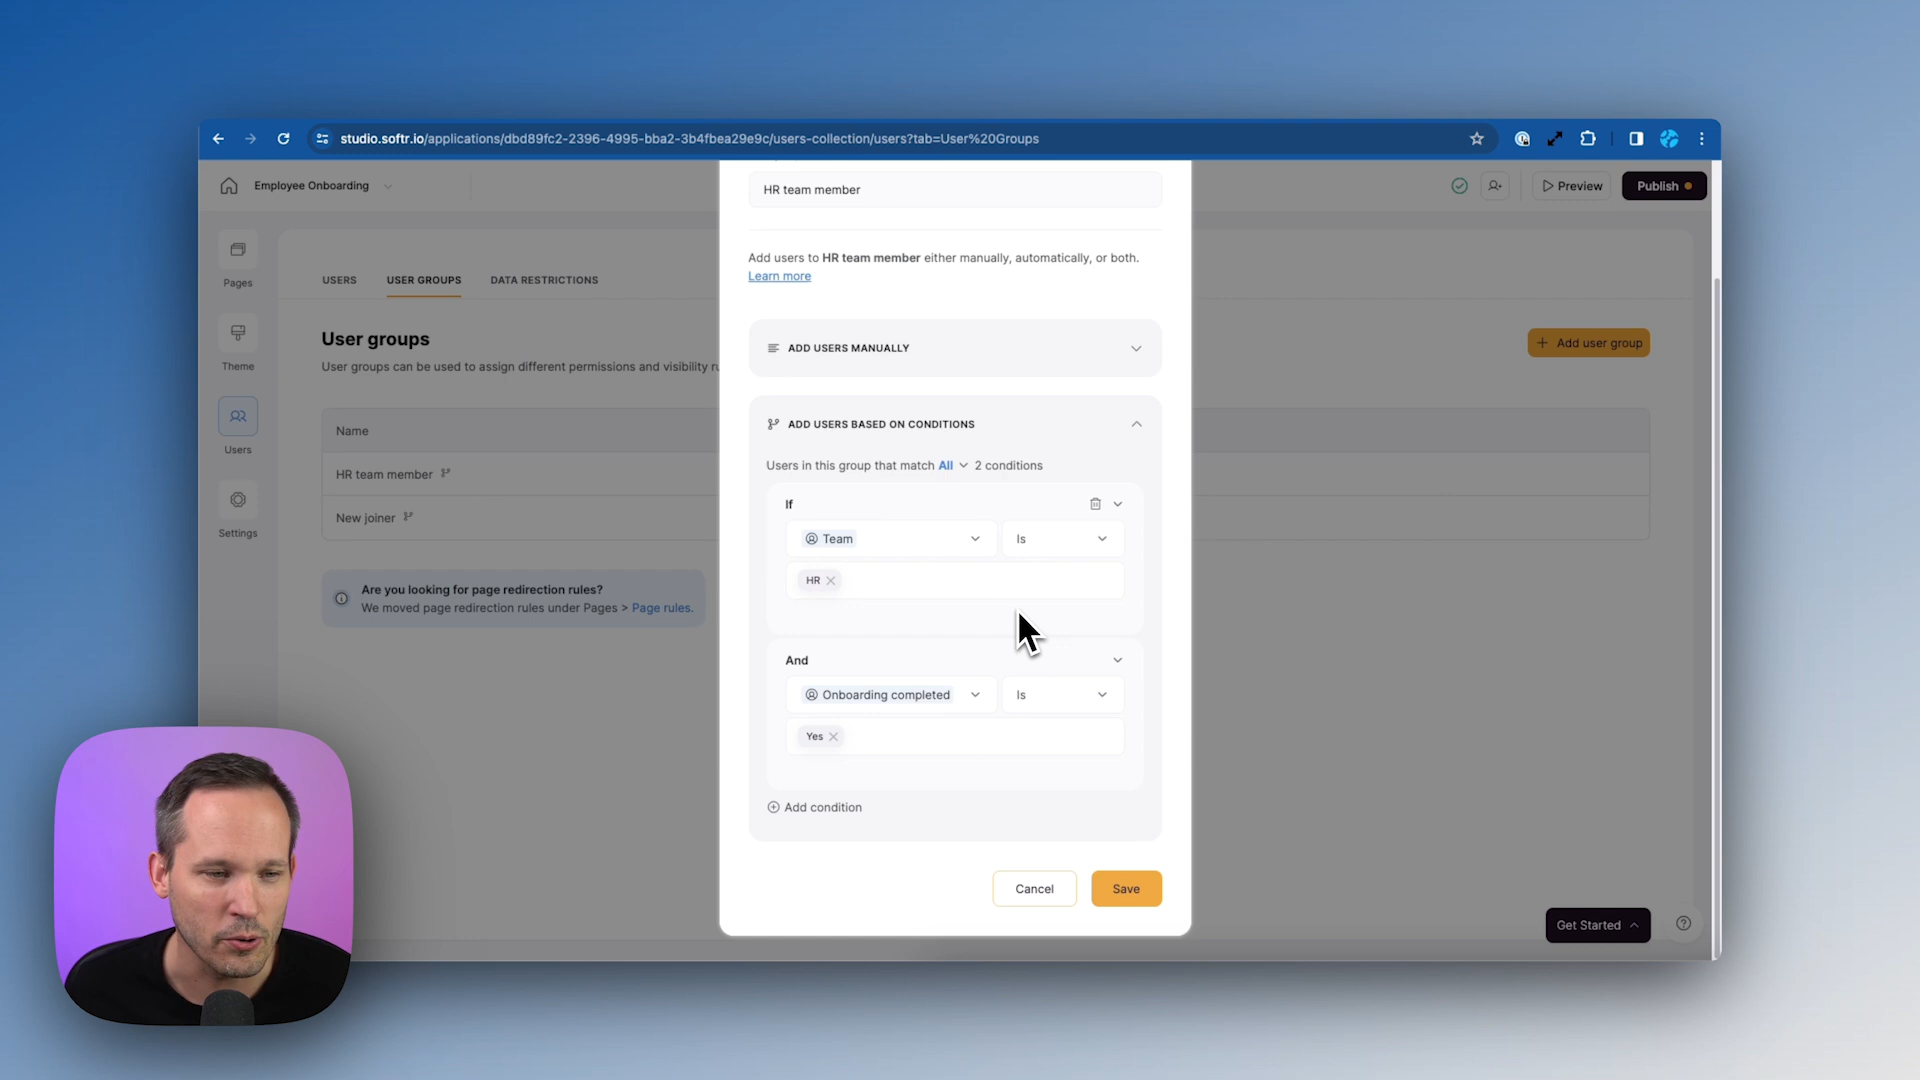 studio.softr.io/applications/dbd89fc2-2396-4995-bba2-3b4fbea29e9c/users-collection/users?tab=User%20Groups
Employee Onboarding
Preview
Publish
HR team member
Add users to HR team member either manually, automatically, or both.
Learn more
Pages
Theme
Users
Settings
USERS
USER GROUPS
DATA RESTRICTIONS
User groups
Add user group
User groups can be used to assign different permissions and visibility
Name
HR team member
New joiner
Are you looking for page redirection rules?
We moved page redirection rules under Pages > Page rules.
ADD USERS MANUALLY
ADD USERS BASED ON CONDITIONS
Users in this group that match All 2 conditions
If
Team
Is
HR
And
Onboarding completed
Is
Yes
Add condition
Cancel
Save
Get Started